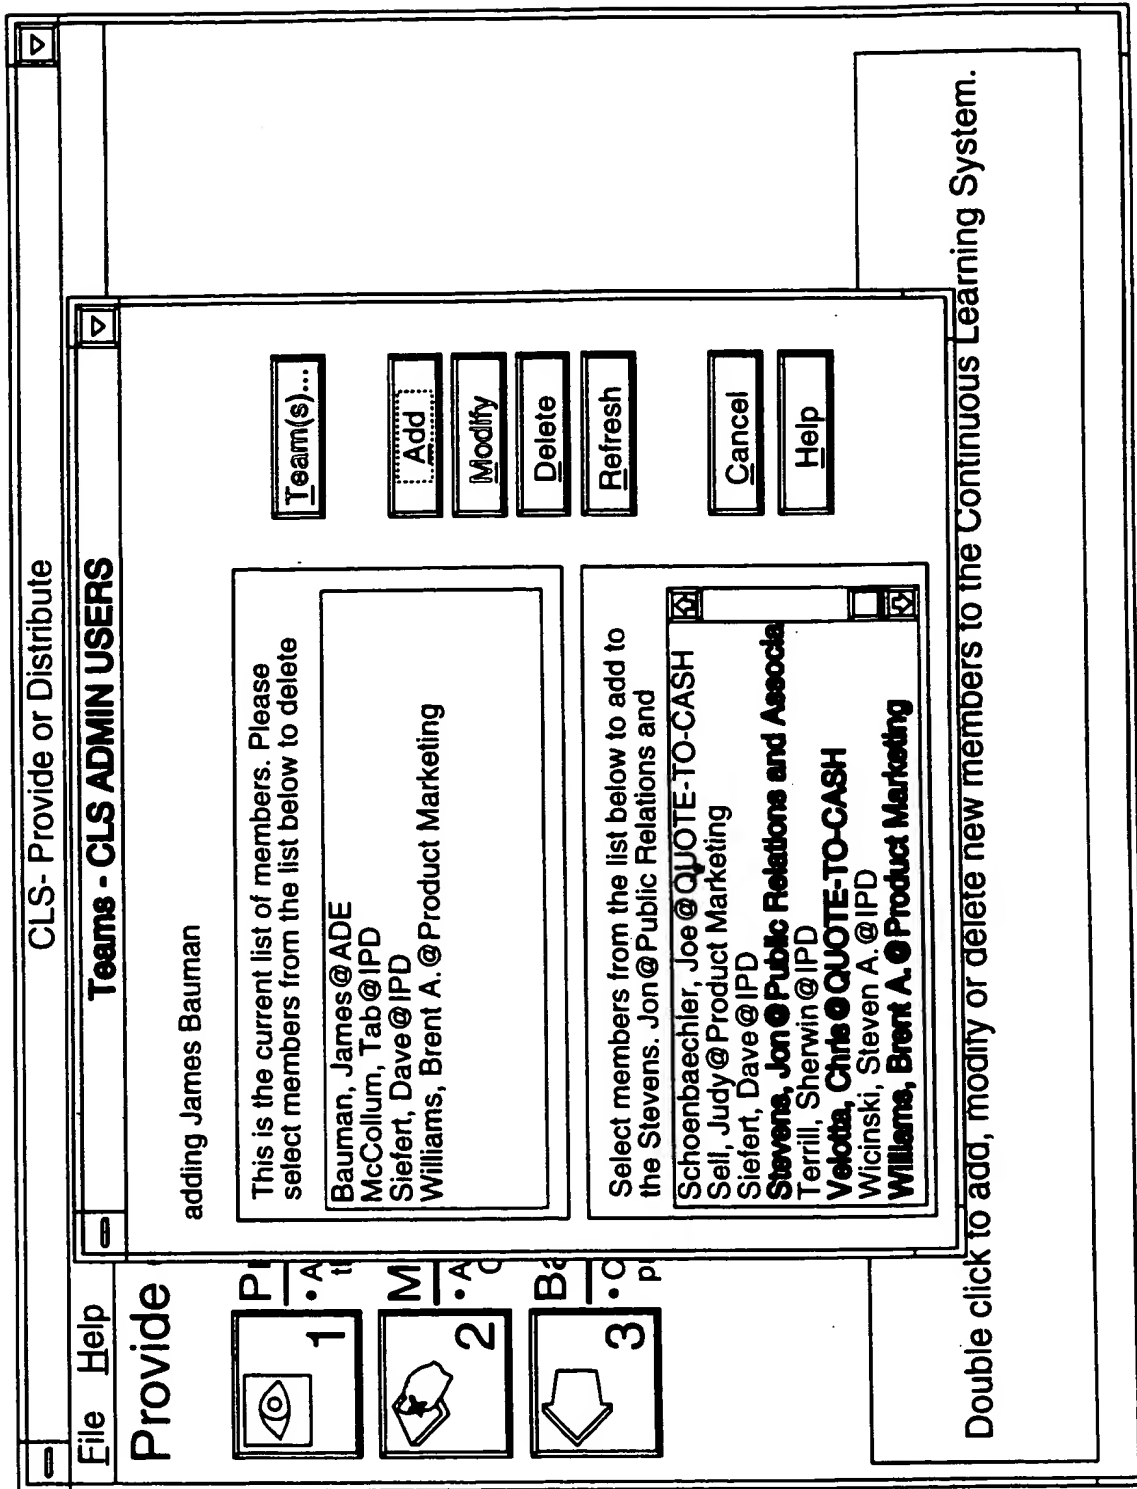 CLS- Provide or Distribute
File Help
Teams - CLS ADMIN USERS
Provide
adding James Bauman
This is the current list of members. Please
select members from the list below to delete
Bauman, James@ADE
McCollum, Tab@IPD
Siefert, Dave@IPD
Williams, Brent A.@Product Marketing
Team(s)...
Add
Modify
Delete
Refresh
Cancel
Help
Select members from the list below to add to
the Stevens. Jon@Public Relations and
Schoenbaechler, Joe@QUOTE-TO-CASH
Sell, Judy@Product Marketing
Siefert, Dave@IPD
Stevens, Jon@Public Relations and Associa
Terrill, Sherwin@IPD
Velotta, Chris@QUOTE-TO-CASH
Wicinski, Steven A.@IPD
Williams, Brent A.@Product Marketing
1
2
M
• A
3
Ba
Double click to add, modify or delete new members to the Continuous Learning System.